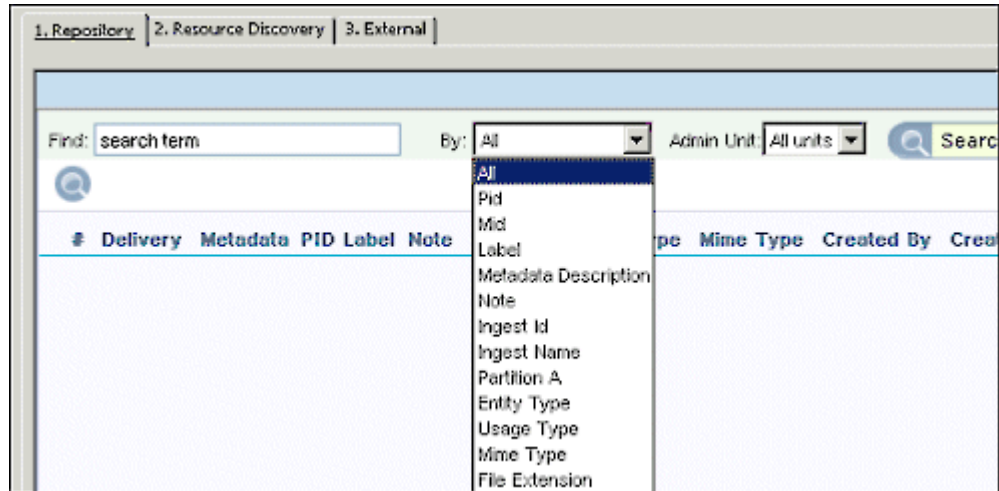 1. Repository 2. Resource Discovery 3. External
Find: search term By: All Admin Unit: All units Searc
All
Pid
Mid
# Delivery Metadata PID Label Note pe Mime Type Created By Creat
Label
Metadata Description
Note
Ingest Id
Ingest Name
Partition A
Entity Type
Usage Type
Mime Type
File Extension